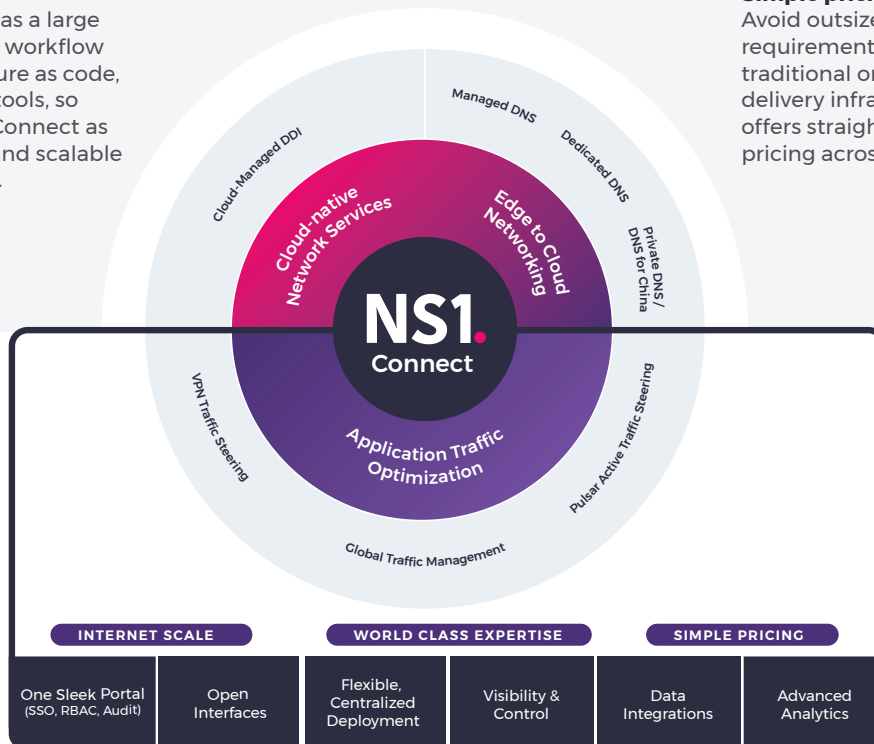 as a large
workflow
ure as code,
tools, so
Connect as
and scalable
Avoid outsize
requirement
traditional or
delivery infra
offers straigh
pricing acros
Cloud-Managed DDI
Managed DNS
Dedicated DNS
Private DNS /
DNS for China
Cloud-native
Network Services
Edge to Cloud
Networking
NS1.
Connect
Application Traffic
Optimization
VPN Traffic Steering
Pulsar Active Traffic Steering
Global Traffic Management
INTERNET SCALE
WORLD CLASS EXPERTISE
SIMPLE PRICING
One Sleek Portal
(SSO, RBAC, Audit)
Open
Interfaces
Flexible,
Centralized
Deployment
Visibility &
Control
Data
Integrations
Advanced
Analytics